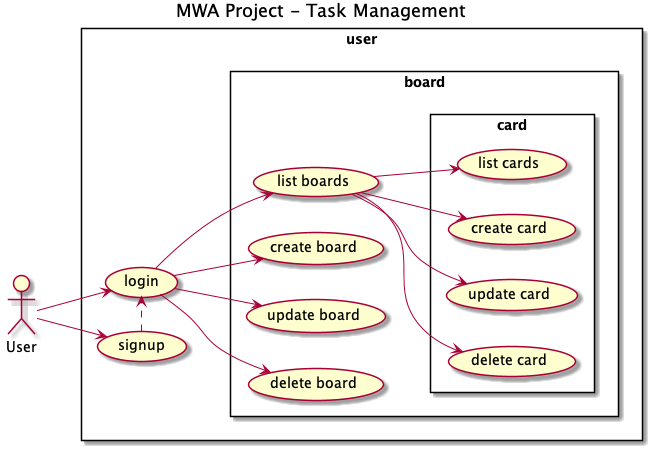 MWA Project - Task Management
user
board
card
list cards
list boards
create card
create board
login
update card
update board
User
signup
delete card
delete board